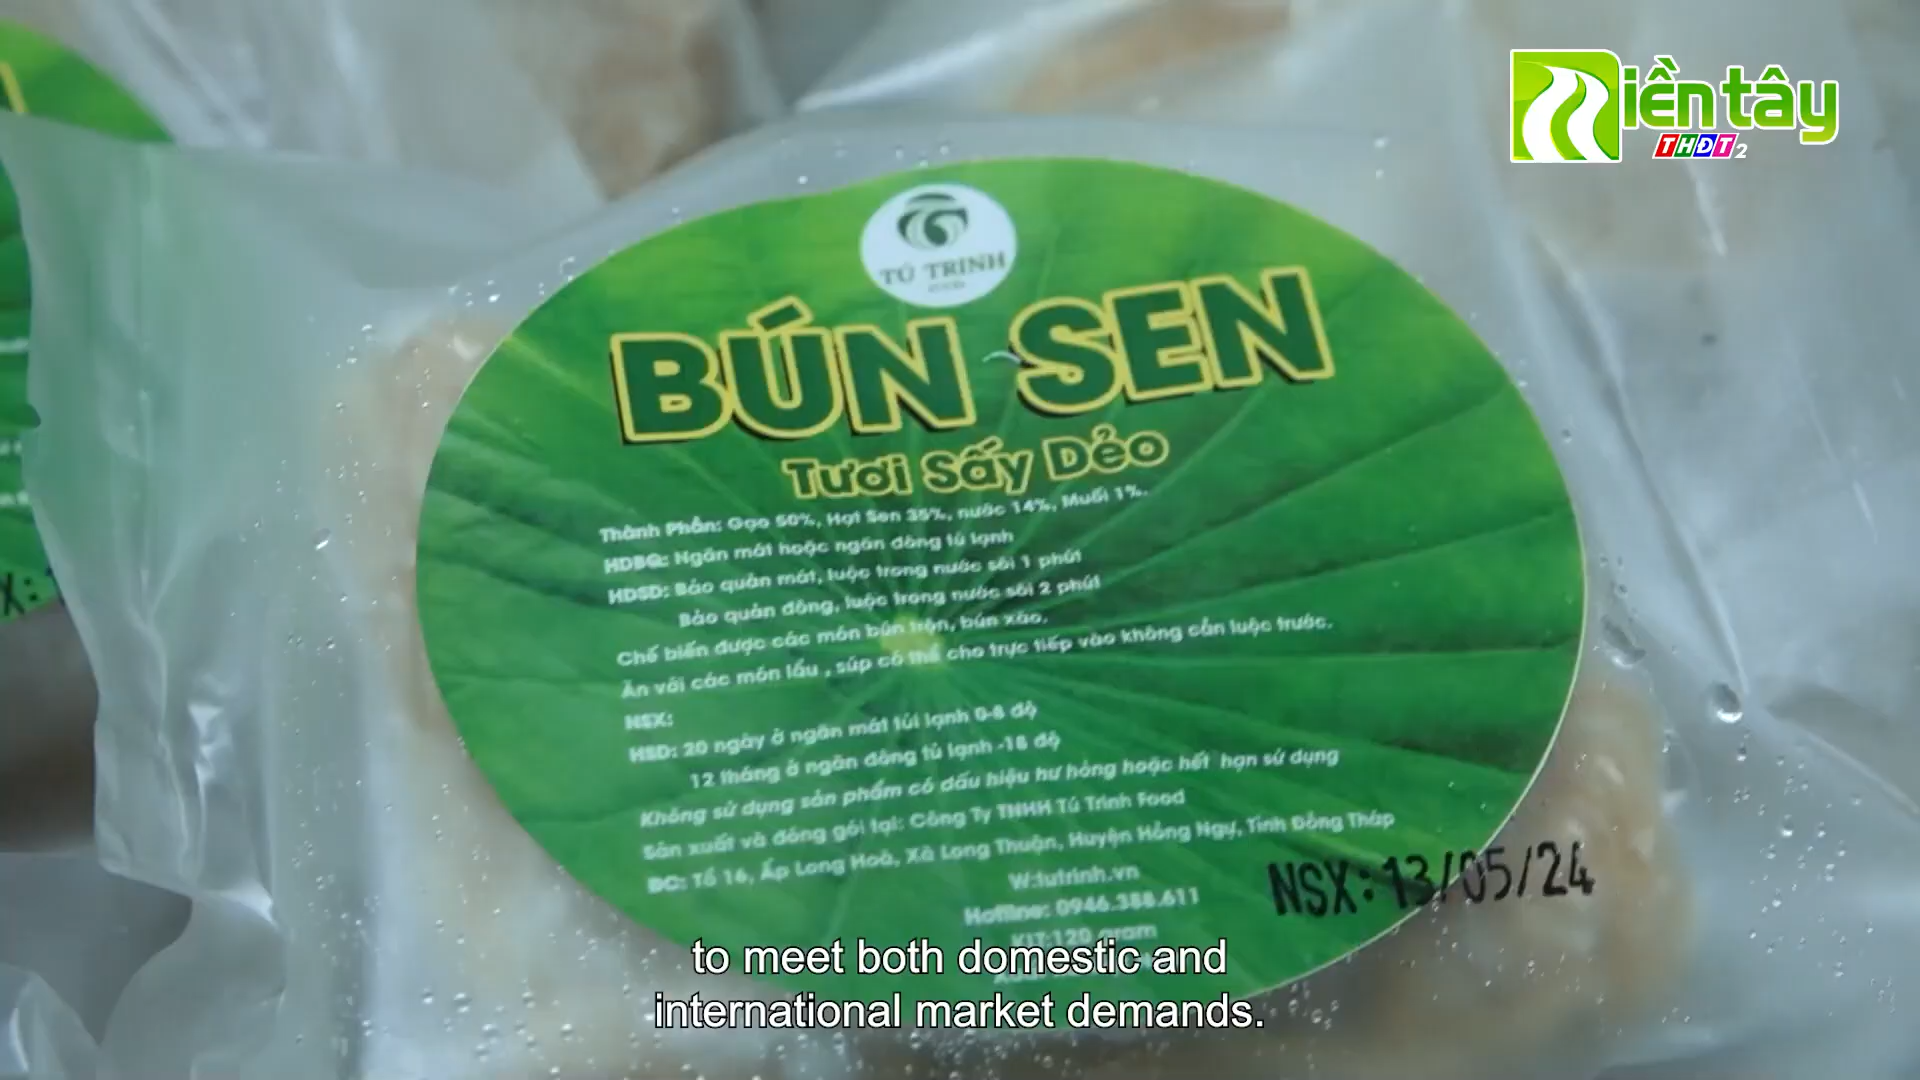 iền tây
THĐT2
TÚ TRINH
BÚN SEN
Tươi Sấy Dẻo
Thành Phần: Gạo 50%, Hạt Sen 35%, nước 14%, Muối 1%.
HDBQ: Ngăn mát hoặc ngăn đông tủ lạnh
HDSD: Bảo quản mát, luộc trong nước sôi 1 phút
Bảo quản đông, luộc trong nước sôi 2 phút
Chế biến được các món bún trộn, bún xào.
Ăn với các món lẩu , súp có thể cho trực tiếp vào không cần luộc trước.
NSX:
HSD: 20 ngày ở ngăn mát tủi lạnh 0-8 độ
12 tháng ở ngăn đông tủ lạnh -18 độ
Không sử dụng sản phẩm có dấu hiệu hư hỏng hoặc hết hạn sử dụng
Sản xuất và đóng gói tại: Công Ty TNHH Tú Trinh Food
ĐC: Tổ 16, Ấp Long Hoà, Xã Long Thuận, Huyện Hồng Ngự, Tỉnh Đồng Tháp
W:tutrinh.vn
Hotline: 0946.388.611
KLT:120 gram
NSX:13/05/24
X:
to meet both domestic and
international market demands.